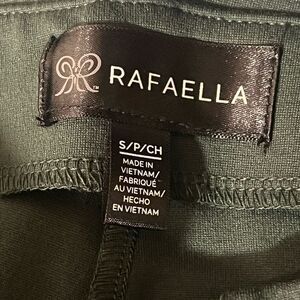 RAFAELLA
S/P/CH
MADE IN
VIETNAM/
FABRIQUÉ
AU VIETNAM/
HECHO
EN VIETNAM